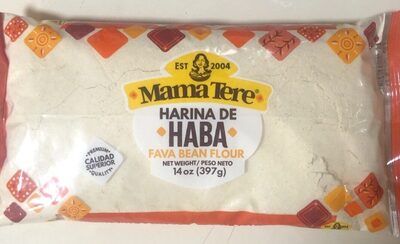 EST 2004
Mama Tere®
HARINA DE
HABA
FAVA BEAN FLOUR
NET WEIGHT / PESO NETO
14 oz (397g)
PREMIUM
CALIDAD
SUPERIOR
QUALITY